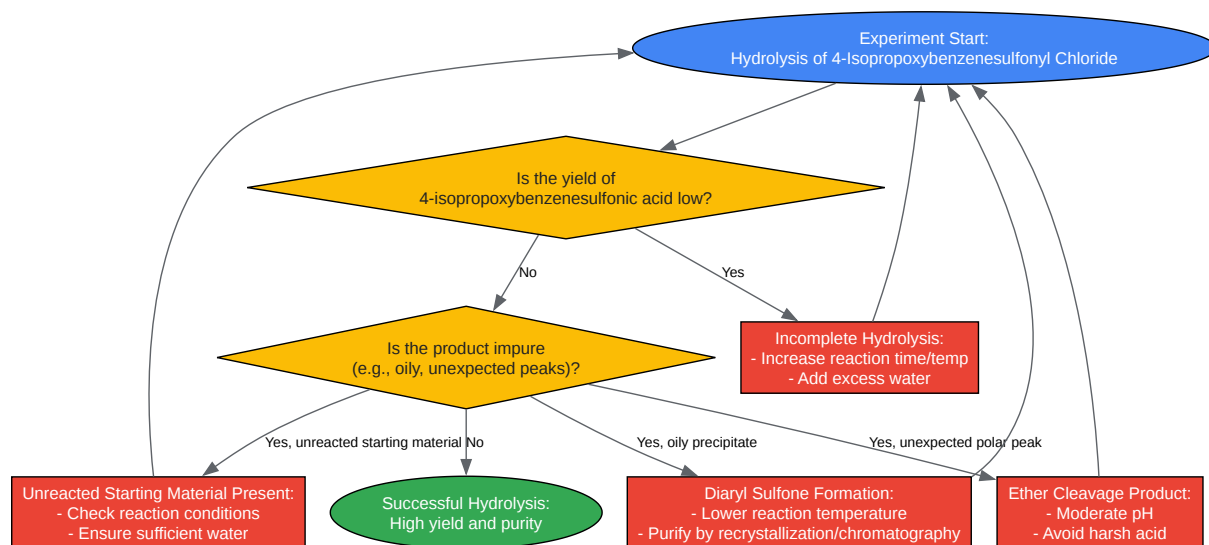 Experiment Start:
Hydrolysis of 4-Isopropoxybenzenesulfonyl Chloride
Is the yield of
4-isopropoxybenzenesulfonic acid low?
No
Yes
Incomplete Hydrolysis:
- Increase reaction time/temp
- Add excess water
Is the product impure
(e.g., oily, unexpected peaks)?
Yes, unreacted starting material
No
Yes, oily precipitate
Yes, unexpected polar peak
Unreacted Starting Material Present:
- Check reaction conditions
- Ensure sufficient water
Successful Hydrolysis:
High yield and purity
Diaryl Sulfone Formation:
- Lower reaction temperature
- Purify by recrystallization/chromatography
Ether Cleavage Product:
- Moderate pH
- Avoid harsh acid